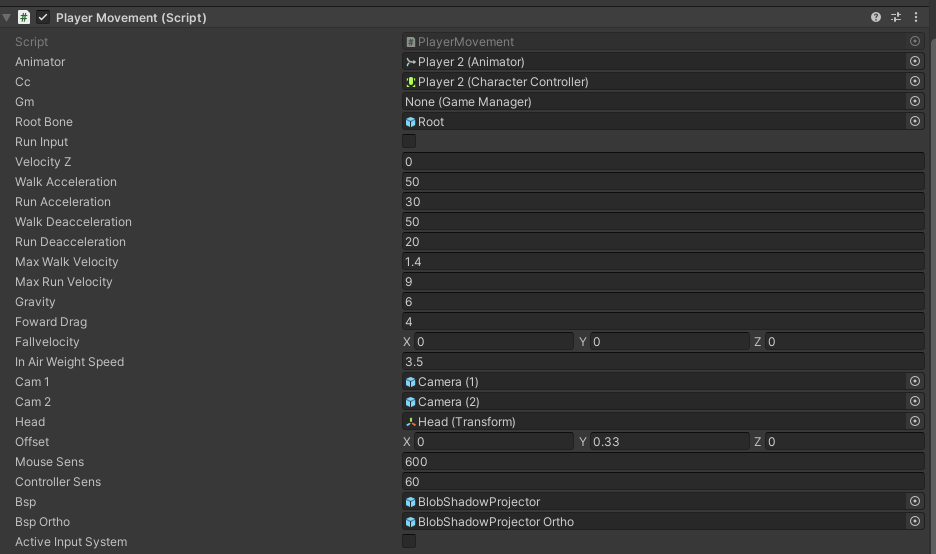 Player Movement (Script)
Script PlayerMovement
Animator Player 2 (Animator)
Cc Player 2 (Character Controller)
Gm None (Game Manager)
Root Bone Root
Run Input
Velocity Z 0
Walk Acceleration 50
Run Acceleration 30
Walk Deacceleration 50
Run Deacceleration 20
Max Walk Velocity 1.4
Max Run Velocity 9
Gravity 6
Foward Drag 4
Fallvelocity X 0 Y 0 Z 0
In Air Weight Speed 3.5
Cam 1 Camera (1)
Cam 2 Camera (2)
Head Head (Transform)
Offset X 0 Y 0.33 Z 0
Mouse Sens 600
Controller Sens 60
Bsp BlobShadowProjector
Bsp Ortho BlobShadowProjector Ortho
Active Input System